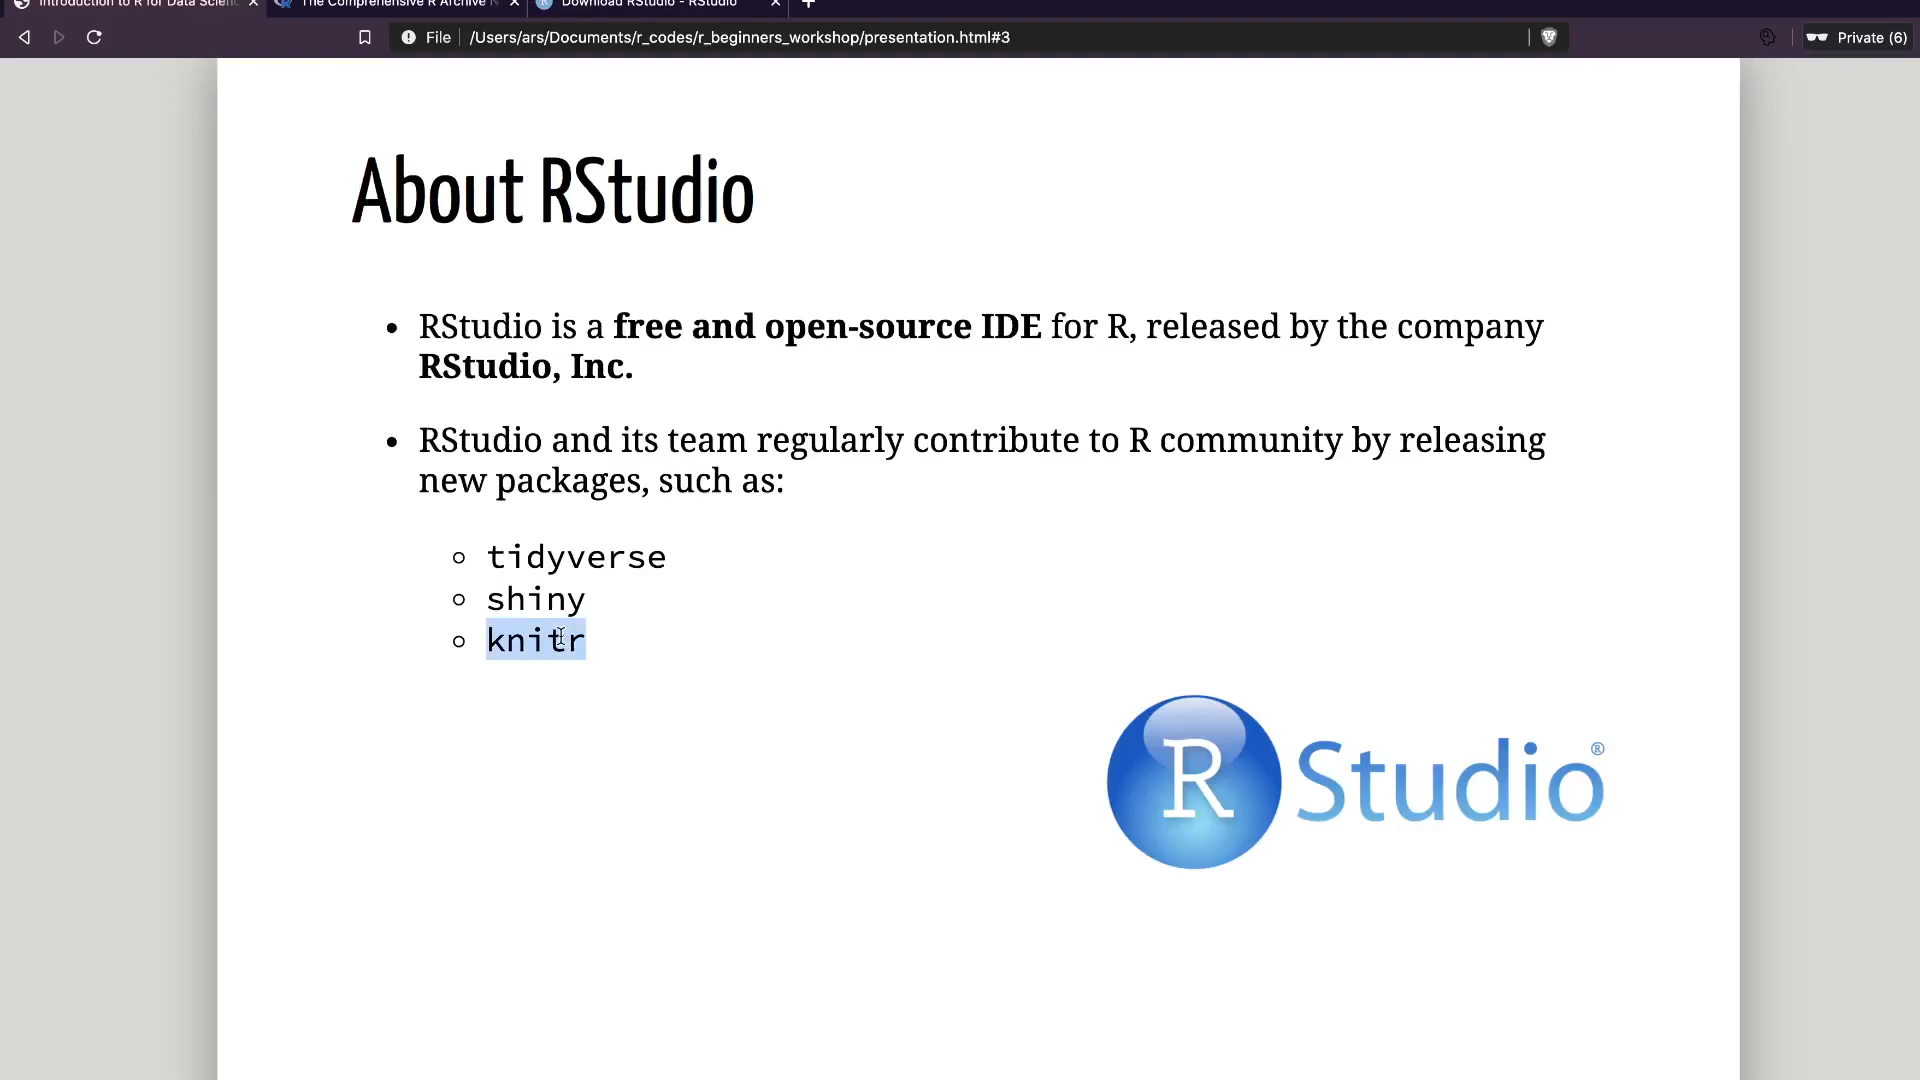 Introduction to R for Data Scien
The Comprehensive R Archive N
Download RStudio - RStudio
File
/Users/ars/Documents/r_codes/r_beginners_workshop/presentation.html#3
Private (6)
About RStudio
RStudio is a free and open-source IDE for R, released by the company
RStudio, Inc.
RStudio and its team regularly contribute to R community by releasing
new packages, such as:
tidyverse
shiny
knitr
R Studio®